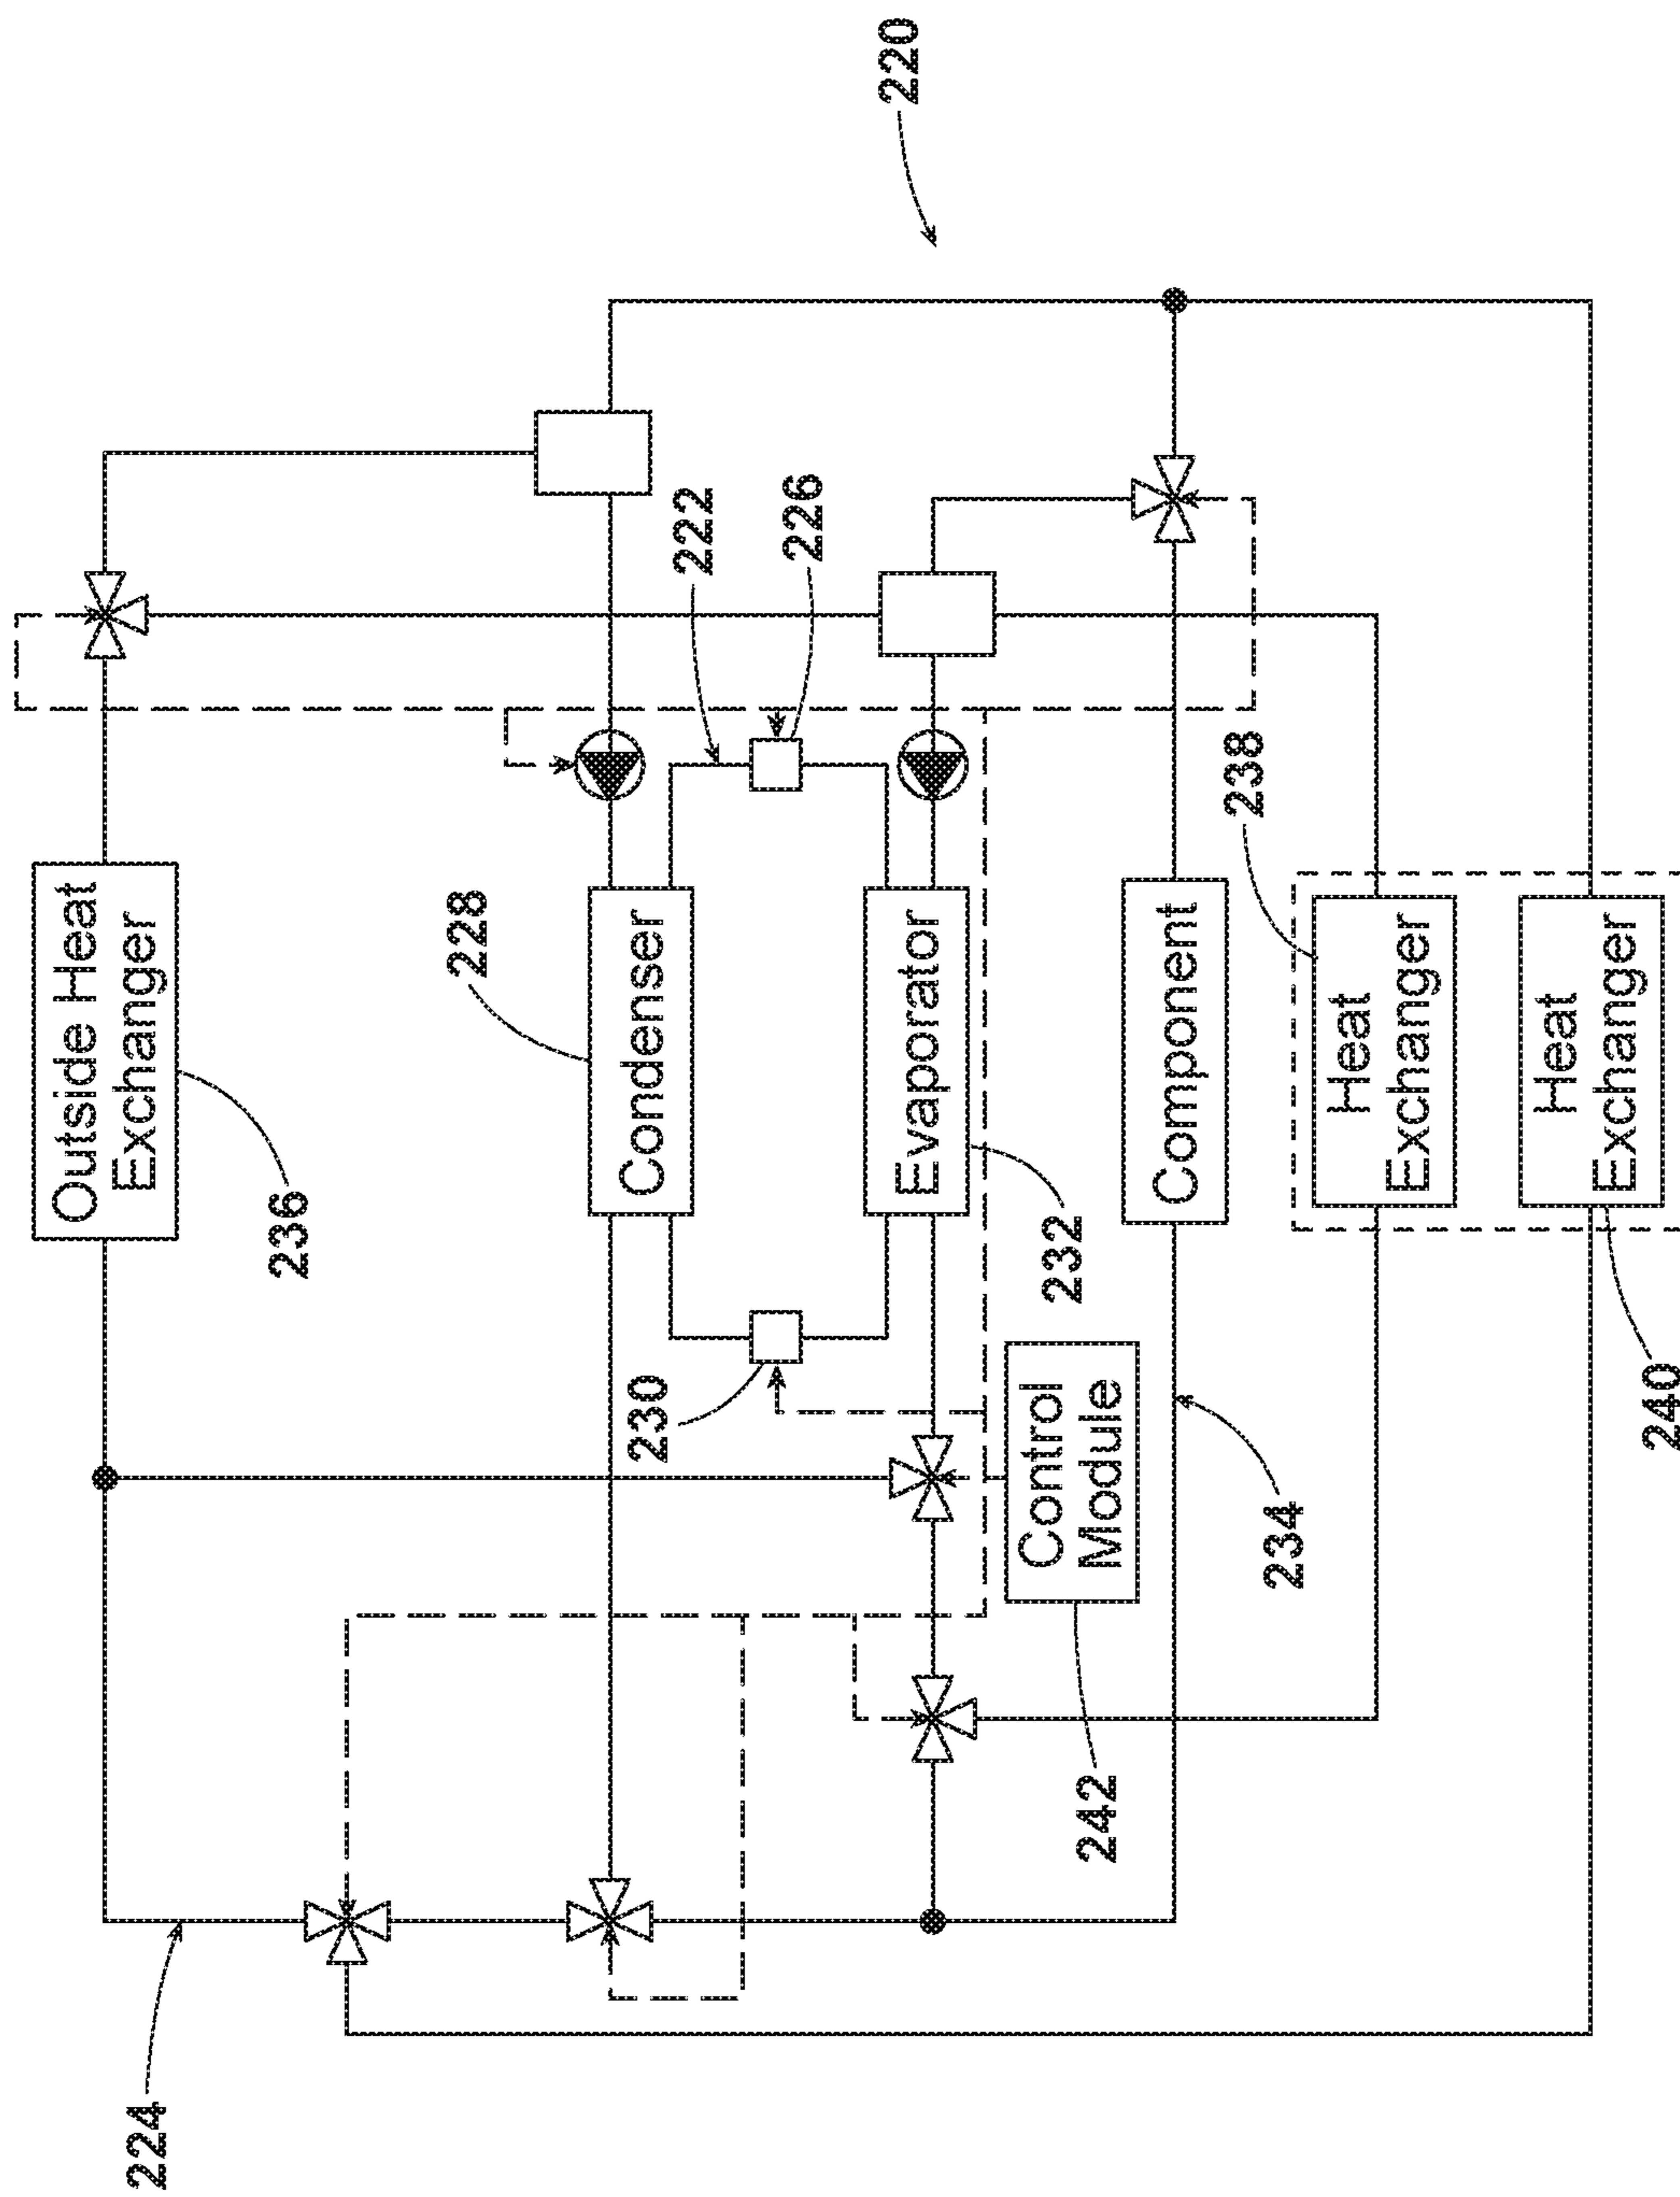 220
Outside Heat
Exchanger
236
228
Condenser
222
226
230
Evaporator
232
Control
Module
242
Component
234
238
Heat
Exchanger
Heat
Exchanger
240
224